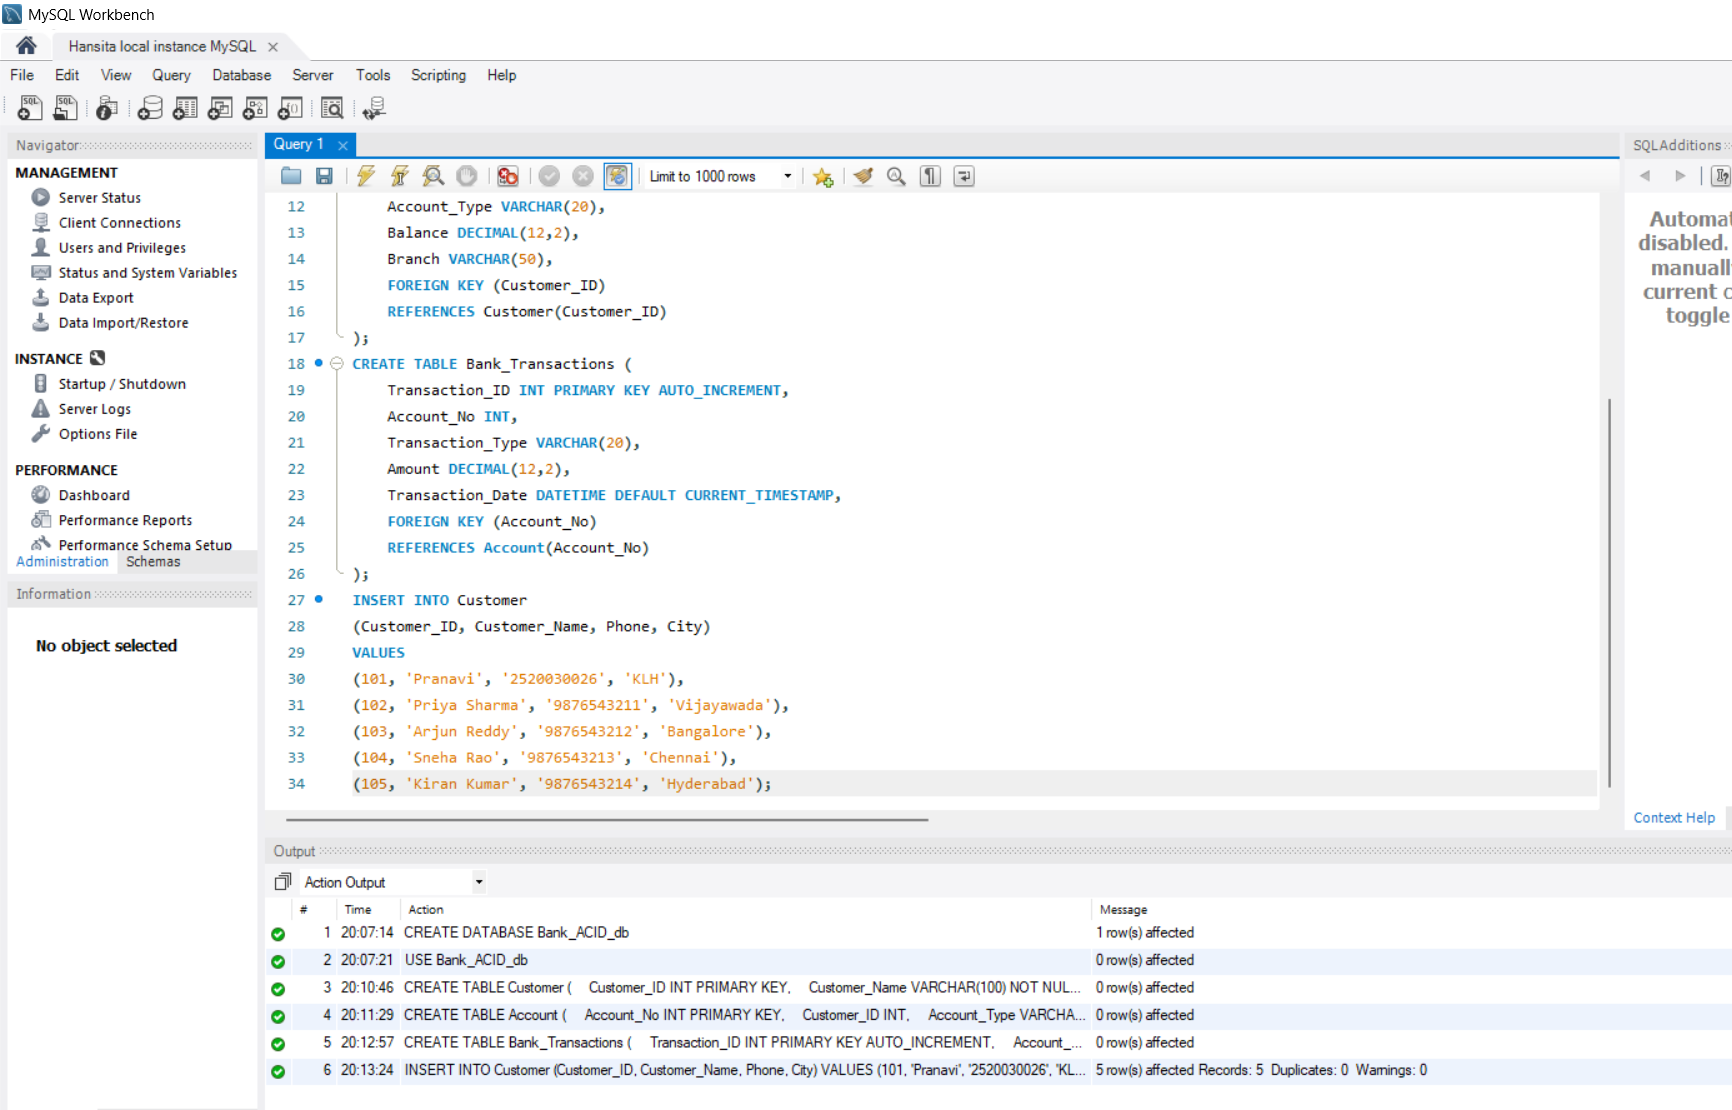 MySQL Workbench
Hansita local instance MySQL
File Edit View Query Database Server Tools Scripting Help
Navigator
MANAGEMENT
Server Status
Client Connections
Users and Privileges
Status and System Variables
Data Export
Data Import/Restore
INSTANCE
Startup / Shutdown
Server Logs
Options File
PERFORMANCE
Dashboard
Performance Reports
Performance Schema Setup
Administration Schemas
Information
No object selected
Query 1
Limit to 1000 rows
12 Account_Type VARCHAR(20),
13 Balance DECIMAL(12,2),
14 Branch VARCHAR(50),
15 FOREIGN KEY (Customer_ID)
16 REFERENCES Customer(Customer_ID)
17 );
18 CREATE TABLE Bank_Transactions (
19 Transaction_ID INT PRIMARY KEY AUTO_INCREMENT,
20 Account_No INT,
21 Transaction_Type VARCHAR(20),
22 Amount DECIMAL(12,2),
23 Transaction_Date DATETIME DEFAULT CURRENT_TIMESTAMP,
24 FOREIGN KEY (Account_No)
25 REFERENCES Account(Account_No)
26 );
27 INSERT INTO Customer
28 (Customer_ID, Customer_Name, Phone, City)
29 VALUES
30 (101, 'Pranavi', '2520030026', 'KLH'),
31 (102, 'Priya Sharma', '9876543211', 'Vijayawada'),
32 (103, 'Arjun Reddy', '9876543212', 'Bangalore'),
33 (104, 'Sneha Rao', '9876543213', 'Chennai'),
34 (105, 'Kiran Kumar', '9876543214', 'Hyderabad');
SQLAdditions
Automat
disabled.
manuall
current c
toggle
Context Help
Output
Action Output
# Time Action Message
1 20:07:14 CREATE DATABASE Bank_ACID_db 1 row(s) affected
2 20:07:21 USE Bank_ACID_db 0 row(s) affected
3 20:10:46 CREATE TABLE Customer ( Customer_ID INT PRIMARY KEY, Customer_Name VARCHAR(100) NOT NUL... 0 row(s) affected
4 20:11:29 CREATE TABLE Account ( Account_No INT PRIMARY KEY, Customer_ID INT, Account_Type VARCHA... 0 row(s) affected
5 20:12:57 CREATE TABLE Bank_Transactions ( Transaction_ID INT PRIMARY KEY AUTO_INCREMENT, Account_... 0 row(s) affected
6 20:13:24 INSERT INTO Customer (Customer_ID, Customer_Name, Phone, City) VALUES (101, 'Pranavi', '2520030026', 'KL... 5 row(s) affected Records: 5 Duplicates: 0 Warnings: 0